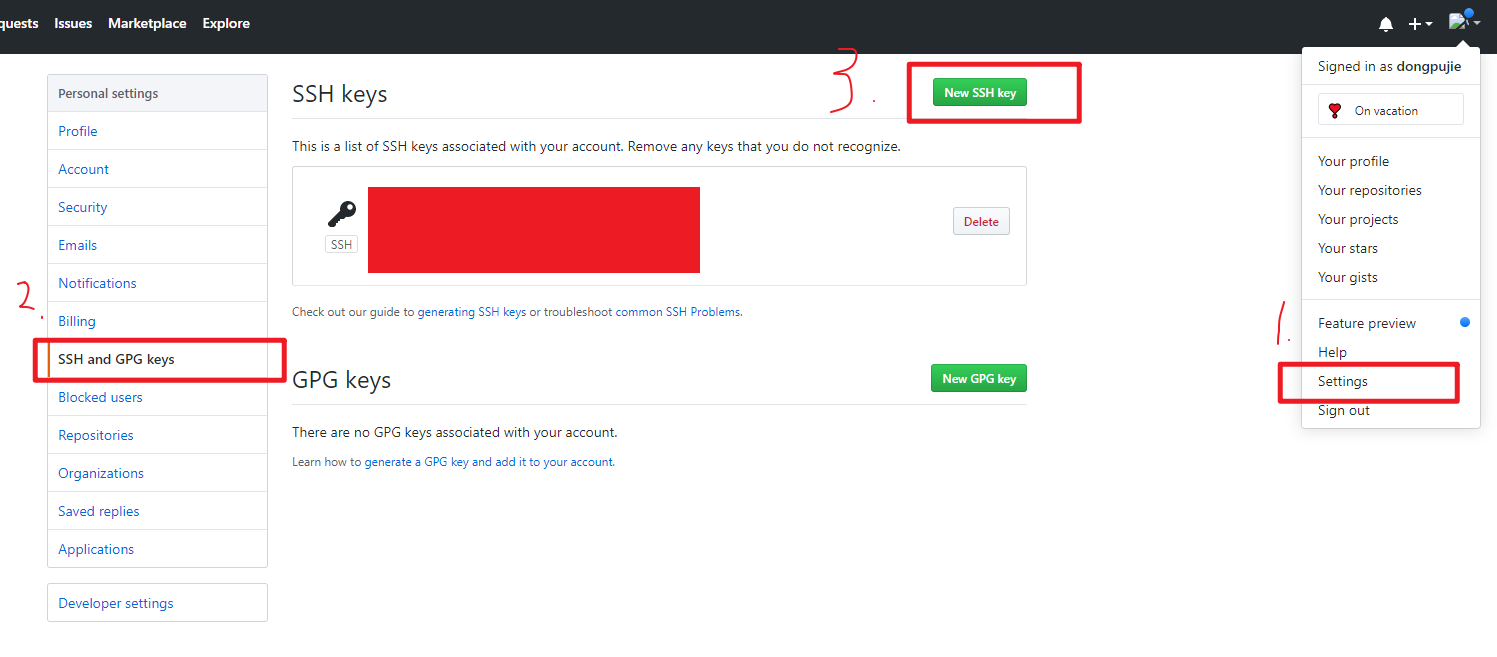 quests Issues Marketplace Explore
Signed in as dongpujie
On vacation
Your profile
Your repositories
Your projects
Your stars
Your gists
Feature preview
Help
1.
Settings
Sign out
Personal settings
Profile
Account
Security
Emails
Notifications
2.
Billing
SSH and GPG keys
Blocked users
Repositories
Organizations
Saved replies
Applications
Developer settings
SSH keys
3.
New SSH key
This is a list of SSH keys associated with your account. Remove any keys that you do not recognize.
SSH
Delete
Check out our guide to generating SSH keys or troubleshoot common SSH Problems.
GPG keys
New GPG key
There are no GPG keys associated with your account.
Learn how to generate a GPG key and add it to your account.